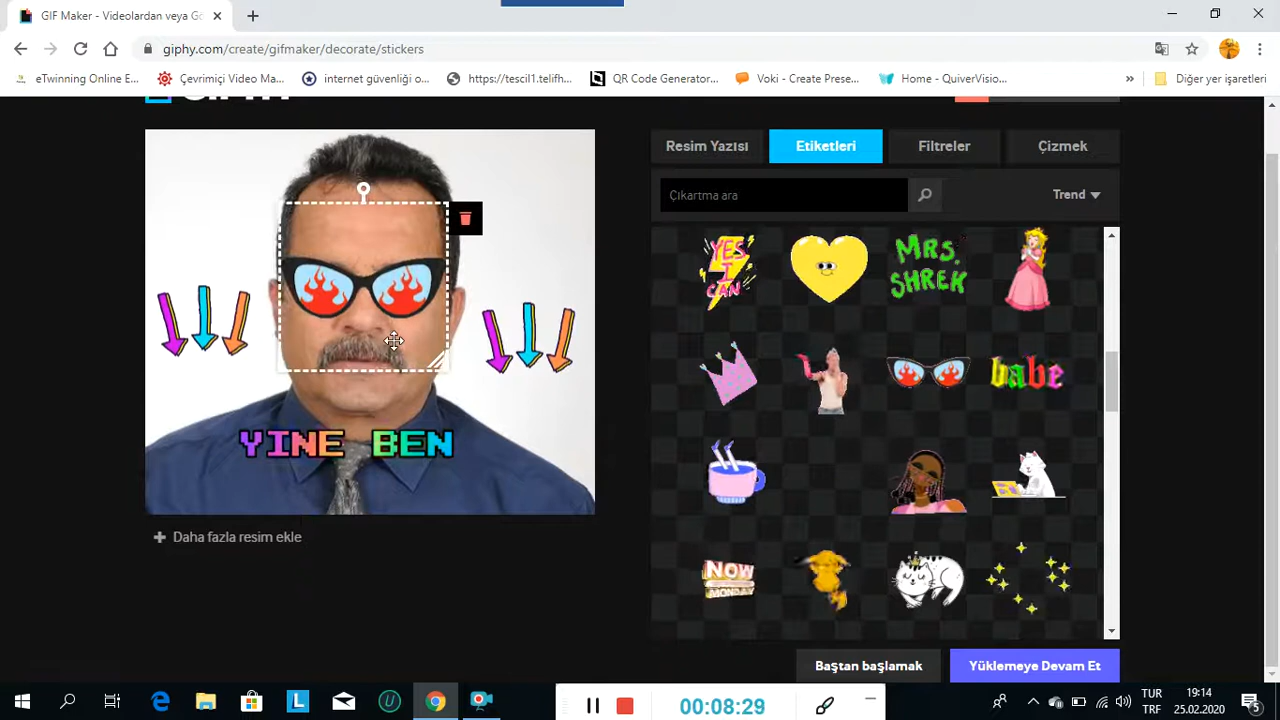 GIF Maker - Videolardan veya Gö
giphy.com/create/gifmaker/decorate/stickers
eTwinning Online E...
Çevrimiçi Video Ma...
internet güvenliği o...
https://tescil1.telifh...
QR Code Generator...
Voki - Create Prese...
Home - QuiverVisio...
»
Diğer yer işaretleri
Resim Yazısı
Etiketleri
Filtreler
Çizmek
Çıkartma ara
Trend
YES I CAN
MRS. SHREK
babe
YINE BEN
Daha fazla resim ekle
NOW MONDAY
Baştan başlamak
Yüklemeye Devam Et
00:08:29
TUR
TRF
19:14
25.02.2020
5